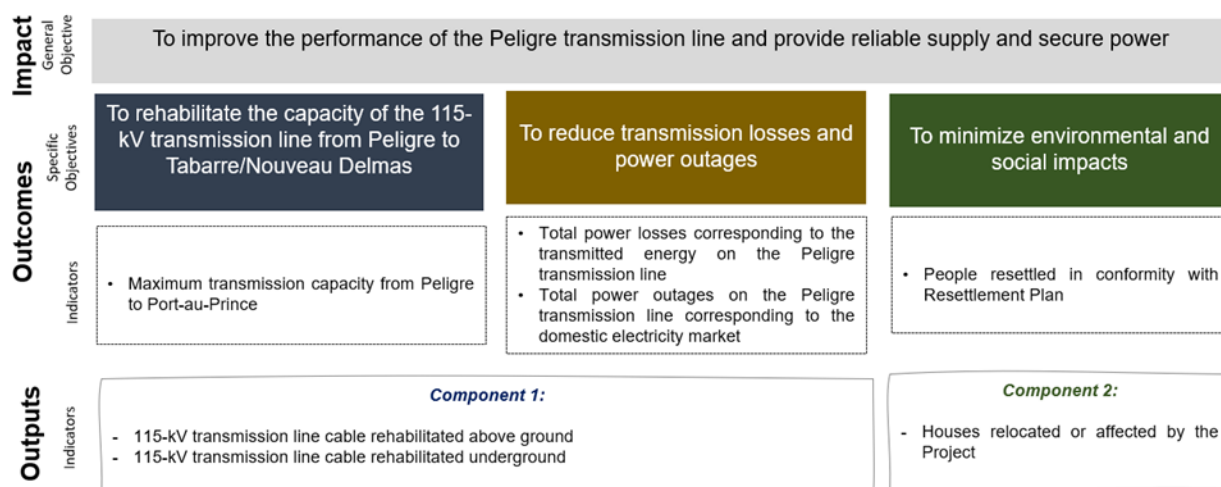 Impact
General
Objective
To improve the performance of the Peligre transmission line and provide reliable supply and secure power
Outcomes
Specific
Objectives
To rehabilitate the capacity of the 115-
kV transmission line from Peligre to
Tabarre/Nouveau Delmas
To reduce transmission losses and
power outages
To minimize environmental and
social impacts
Indicators
• Maximum transmission capacity from Peligre
to Port-au-Prince
• Total power losses corresponding to the
transmitted energy on the Peligre
transmission line
• Total power outages on the Peligre
transmission line corresponding to the
domestic electricity market
• People resettled in conformity with
Resettlement Plan
Outputs
Indicators
Component 1:
- 115-kV transmission line cable rehabilitated above ground
- 115-kV transmission line cable rehabilitated underground
Component 2:
- Houses relocated or affected by the
Project